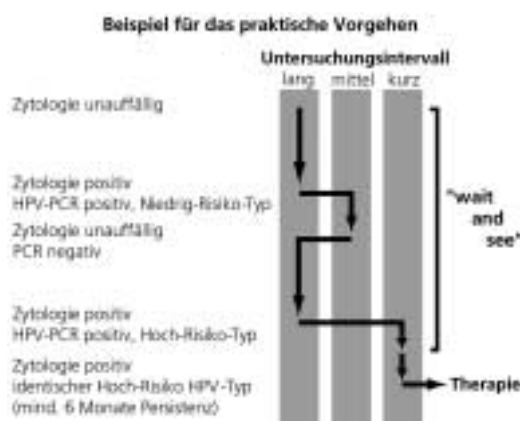 Beispiel für das praktische Vorgehen
Untersuchungsintervall
lang mittel kurz
Zytologie unauffällig
Zytologie positiv
HPV-PCR positiv, Niedrig-Risiko-Typ
Zytologie unauffällig
PCR negativ
Zytologie positiv
HPV-PCR positiv, Hoch-Risiko-Typ
Zytologie positiv
identischer Hoch-Risiko HPV-Typ
(mind. 6 Monate Persistenz)
"wait
and
see"
Therapie